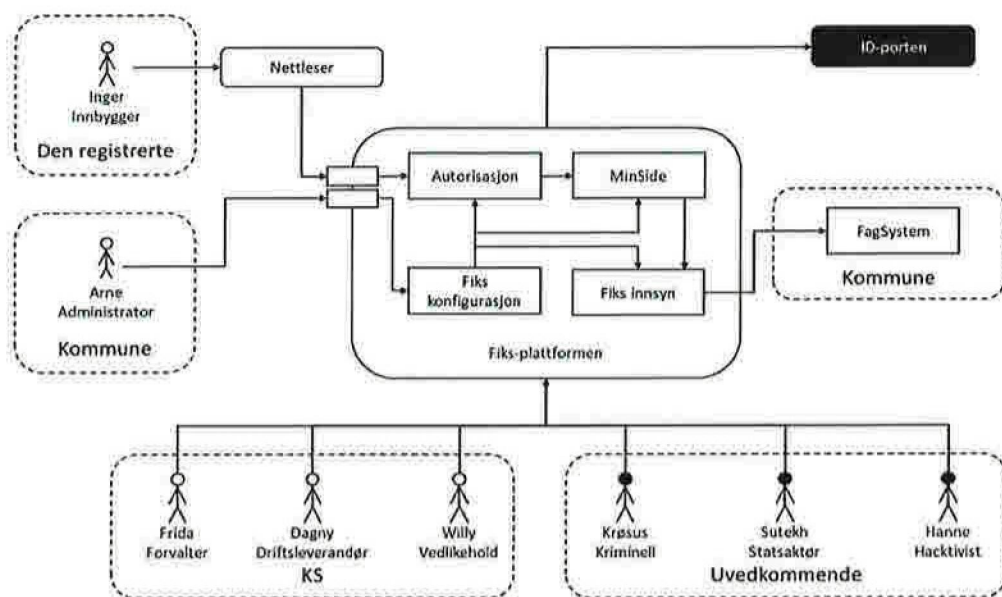 Inger
Innbygger
Den registrerte
Nettleser
ID-porten
Autorisasjon
MinSide
Fiks
konfigurasjon
Fiks innsyn
Fiks-plattformen
FagSystem
Kommune
Arne
Administrator
Kommune
Frida
Forvalter
Dagny
Driftsleverandør
Willy
Vedlikehold
KS
Krøsus
Kriminell
Sutekh
Statsaktør
Hanne
Hacktivist
Uvedkommende